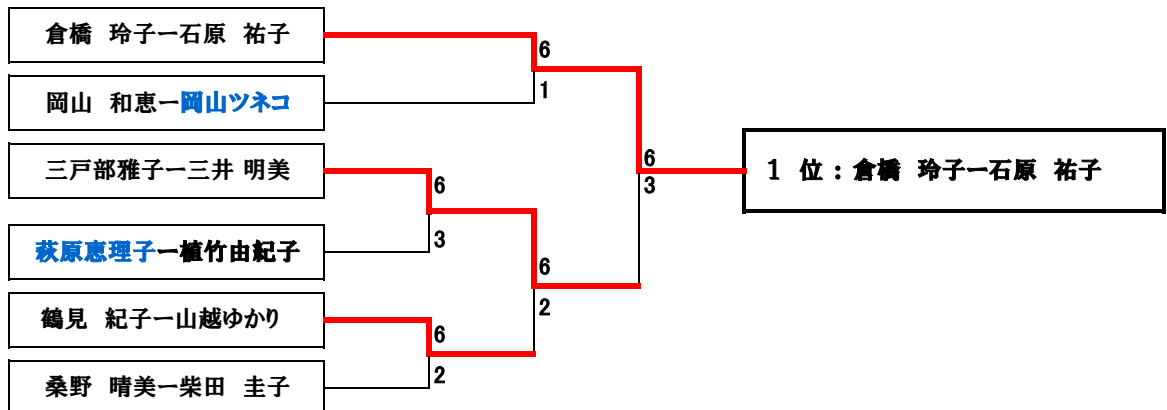 倉橋 玲子ー石原 祐子
6
1
岡山 和恵ー岡山ツネコ
6
3
1 位：倉橋 玲子ー石原 祐子
三戸部雅子ー三井 明美
6
3
萩原恵理子ー植竹由紀子
6
2
鶴見 紀子ー山越ゆかり
6
2
桑野 晴美ー柴田 圭子